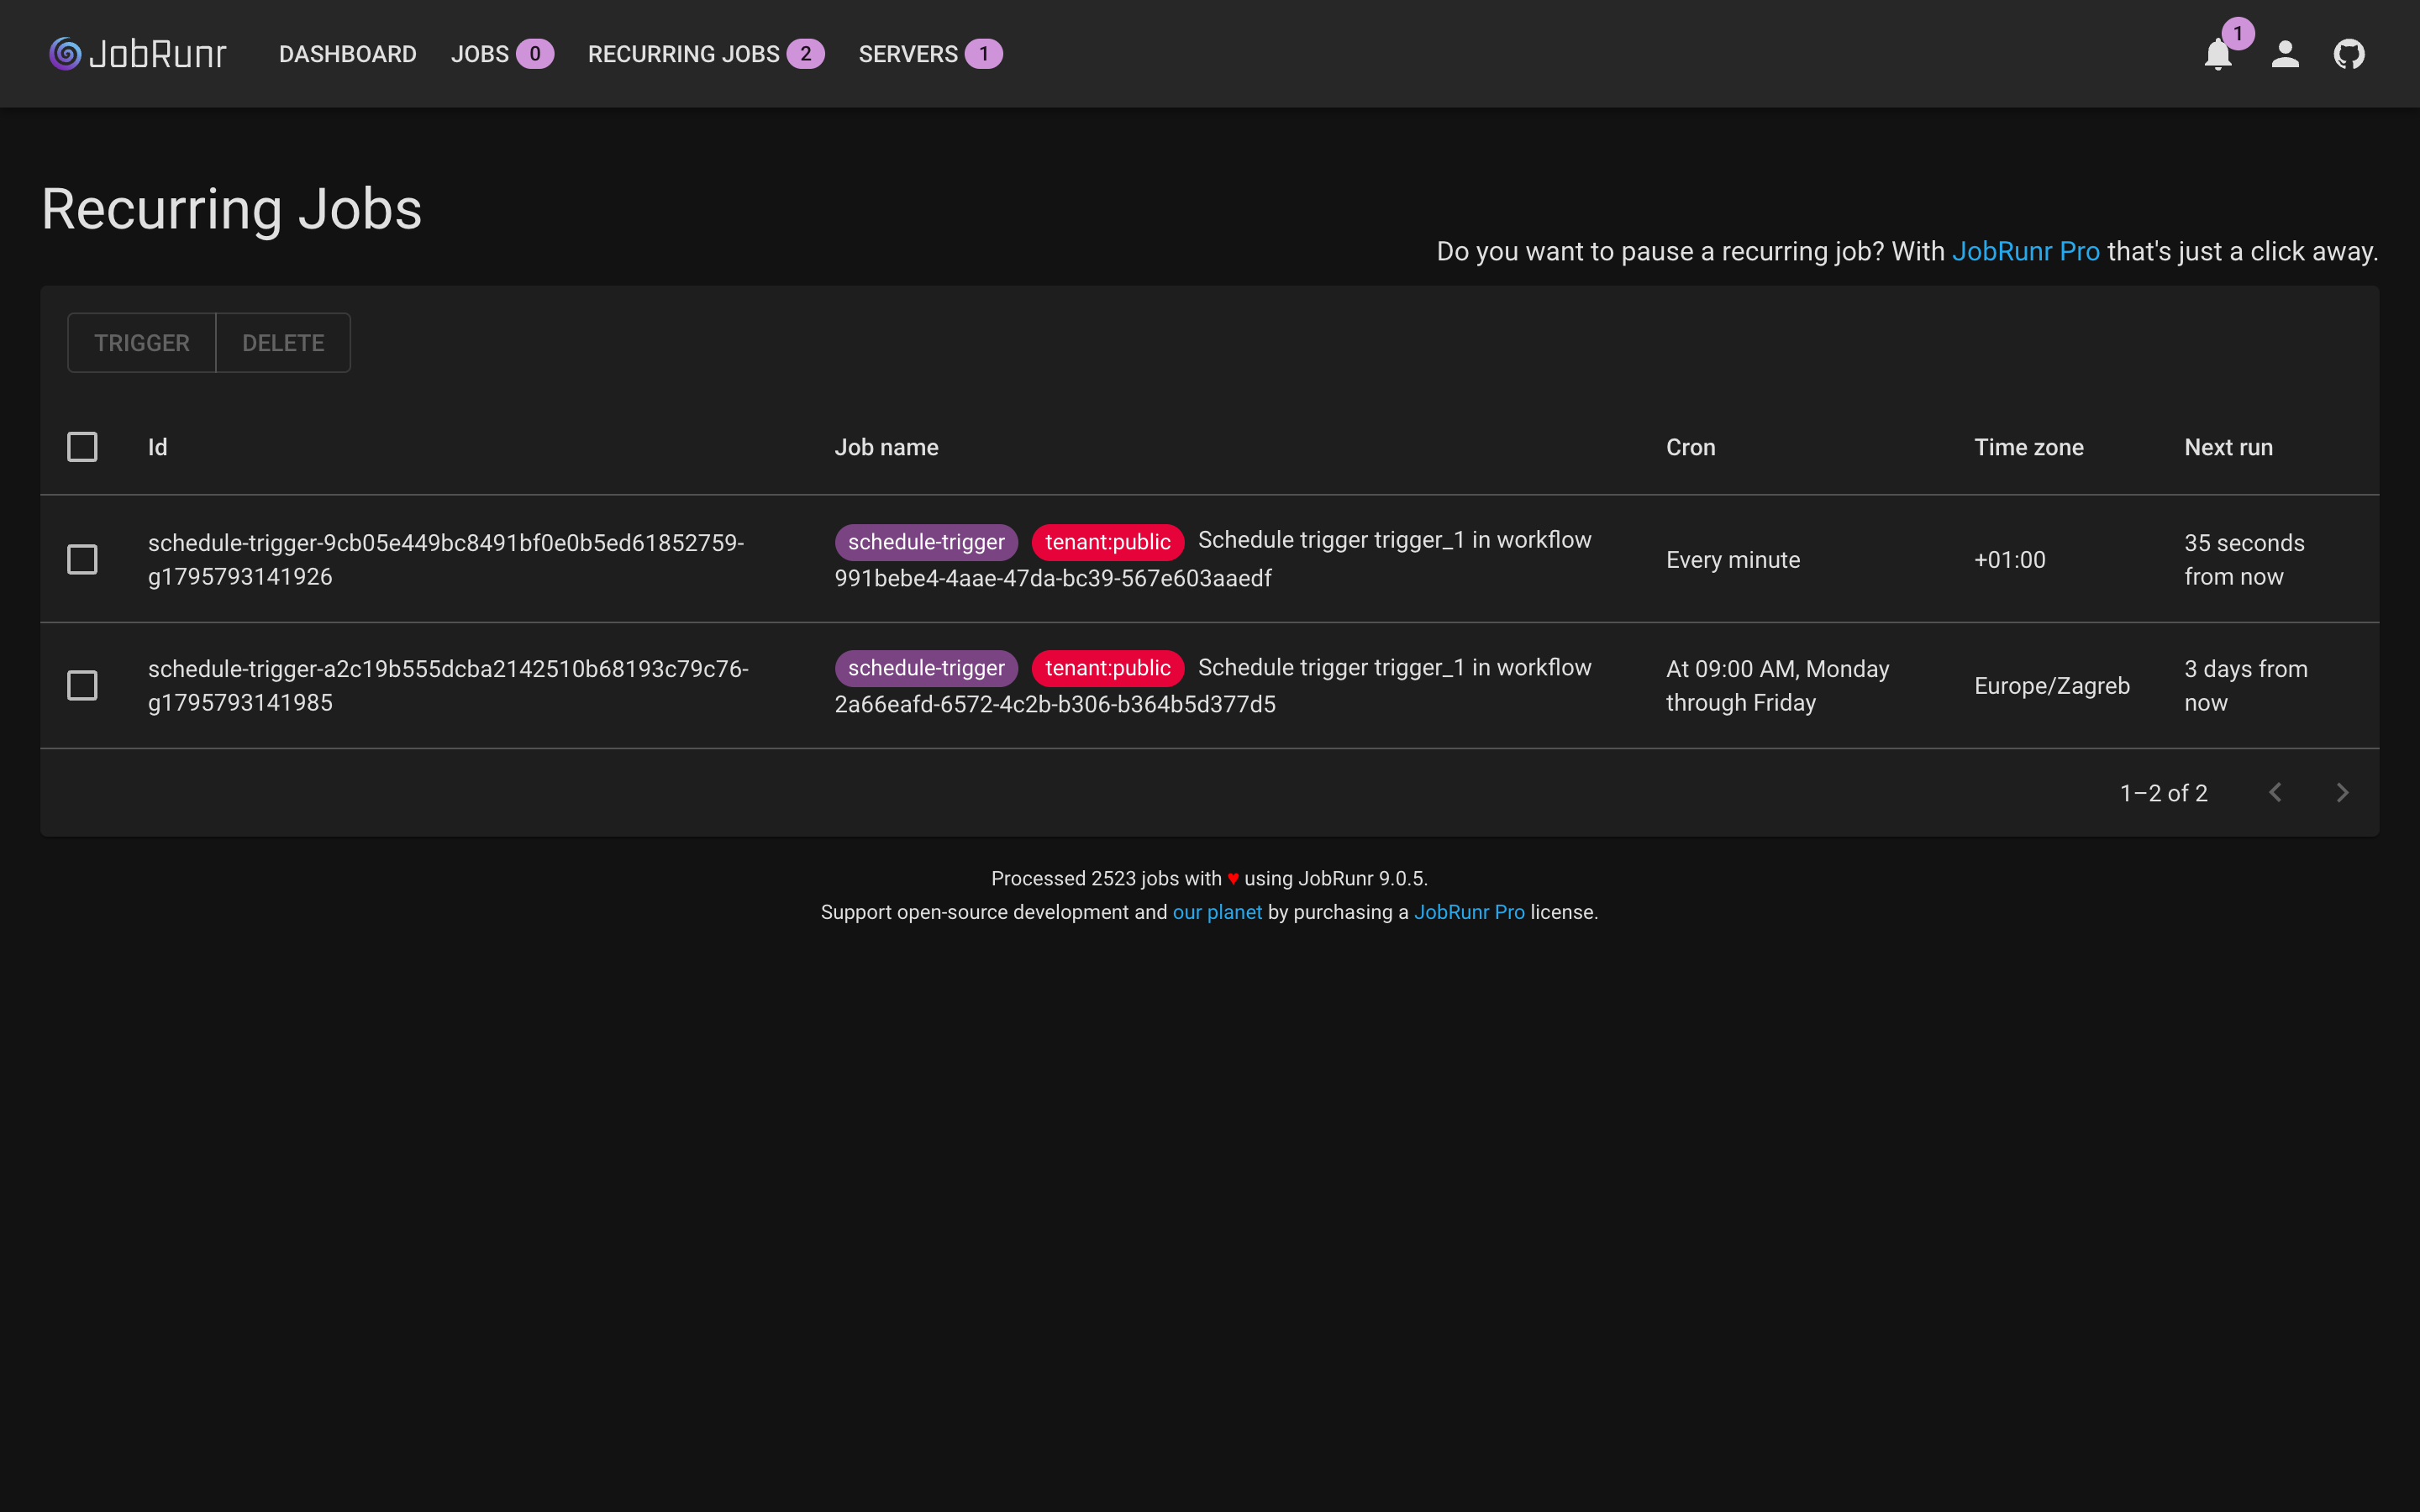 JobRunr DASHBOARD JOBS 0 RECURRING JOBS 2 SERVERS 1 1
Recurring Jobs
Do you want to pause a recurring job? With JobRunr Pro that's just a click away.
TRIGGER DELETE
Id Job name Cron Time zone Next run
schedule-trigger-9cb05e449bc8491bf0e0b5ed61852759-
g1795793141926
schedule-trigger tenant:public Schedule trigger trigger_1 in workflow
991bebe4-4aae-47da-bc39-567e603aaedf
Every minute
+01:00
35 seconds
from now
schedule-trigger-a2c19b555dcba2142510b68193c79c76-
g1795793141985
schedule-trigger tenant:public Schedule trigger trigger_1 in workflow
2a66eafd-6572-4c2b-b306-b364b5d377d5
At 09:00 AM, Monday
through Friday
Europe/Zagreb
3 days from
now
1–2 of 2
Processed 2523 jobs with ♥ using JobRunr 9.0.5.
Support open-source development and our planet by purchasing a JobRunr Pro license.